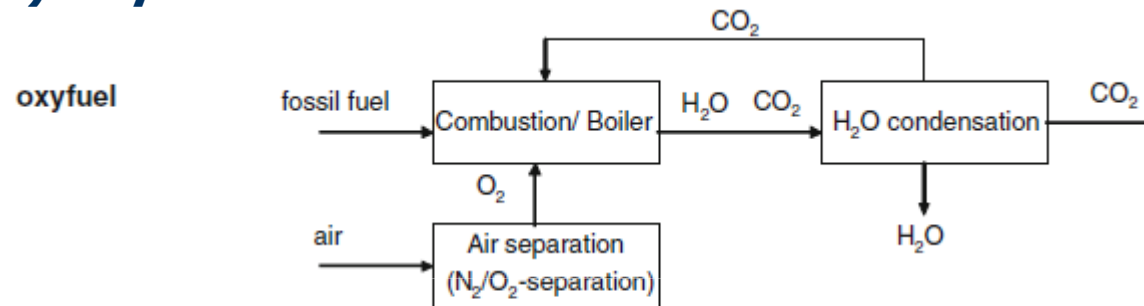 CO₂
oxyfuel
fossil fuel
Combustion/ Boiler
H₂O CO₂
H₂O condensation
CO₂
O₂
H₂O
air
Air separation
(N₂/O₂-separation)